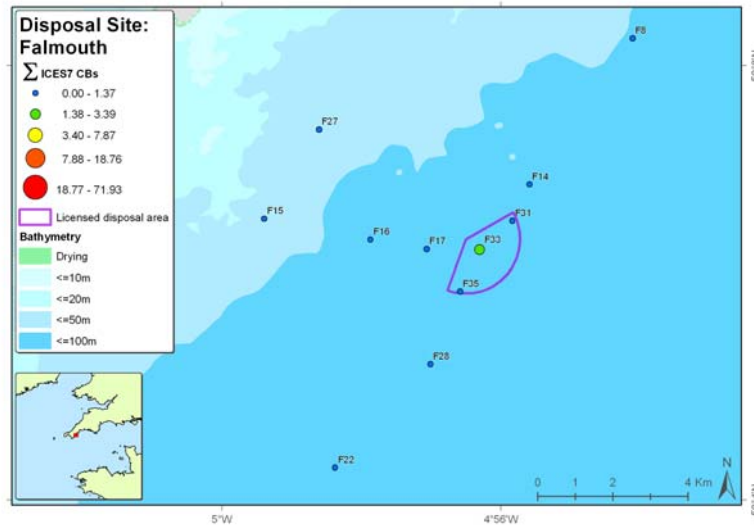 Disposal Site:
Falmouth
∑ ICES7 CBs
0.00 - 1.37
1.38 - 3.39
3.40 - 7.87
7.88 - 18.76
18.77 - 71.93
Licensed disposal area
Bathymetry
Drying
<=10m
<=20m
<=50m
<=100m
F8
F27
F14
F15
F31
F16
F17
F33
F35
F28
F22
N
0 1 2 4 Km
5°W
4°56'W